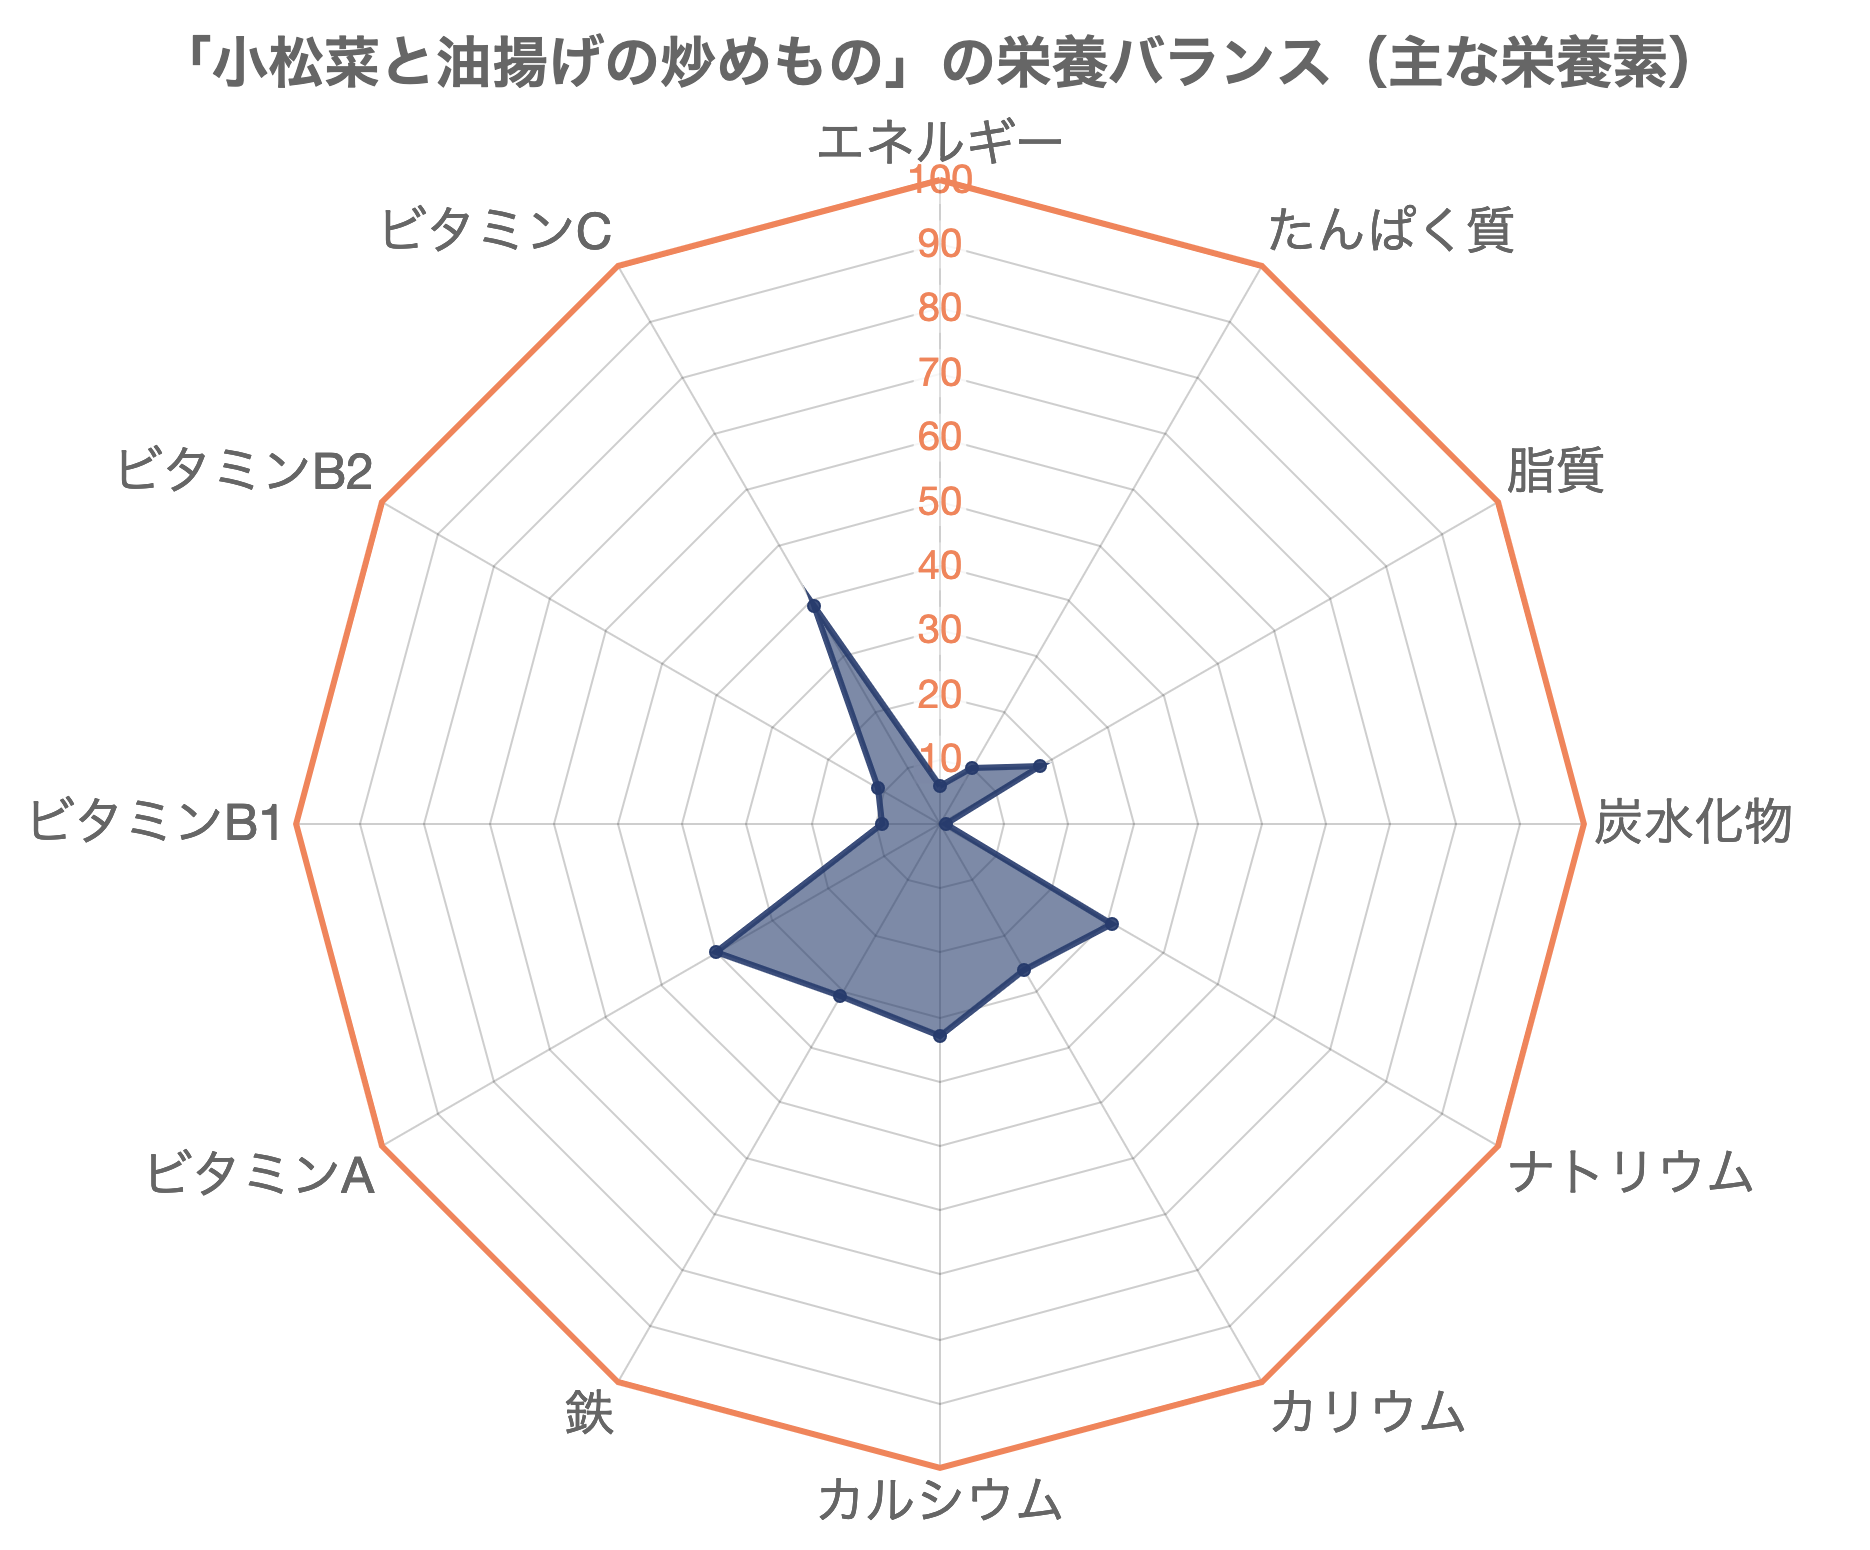 「小松菜と油揚げの炒めもの」の栄養バランス（主な栄養素）
エネルギー
たんぱく質
脂質
炭水化物
ナトリウム
カリウム
カルシウム
鉄
ビタミンA
ビタミンB1
ビタミンB2
ビタミンC
100
90
80
70
60
50
40
30
20
10